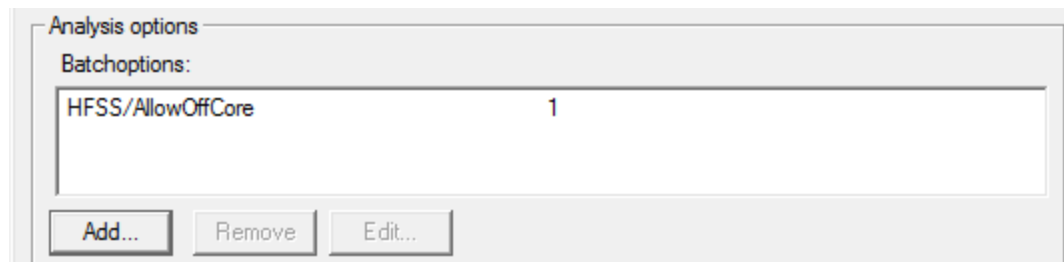 Analysis options
Batchoptions:
HFSS/AllowOffCore 1
Add... Remove Edit...